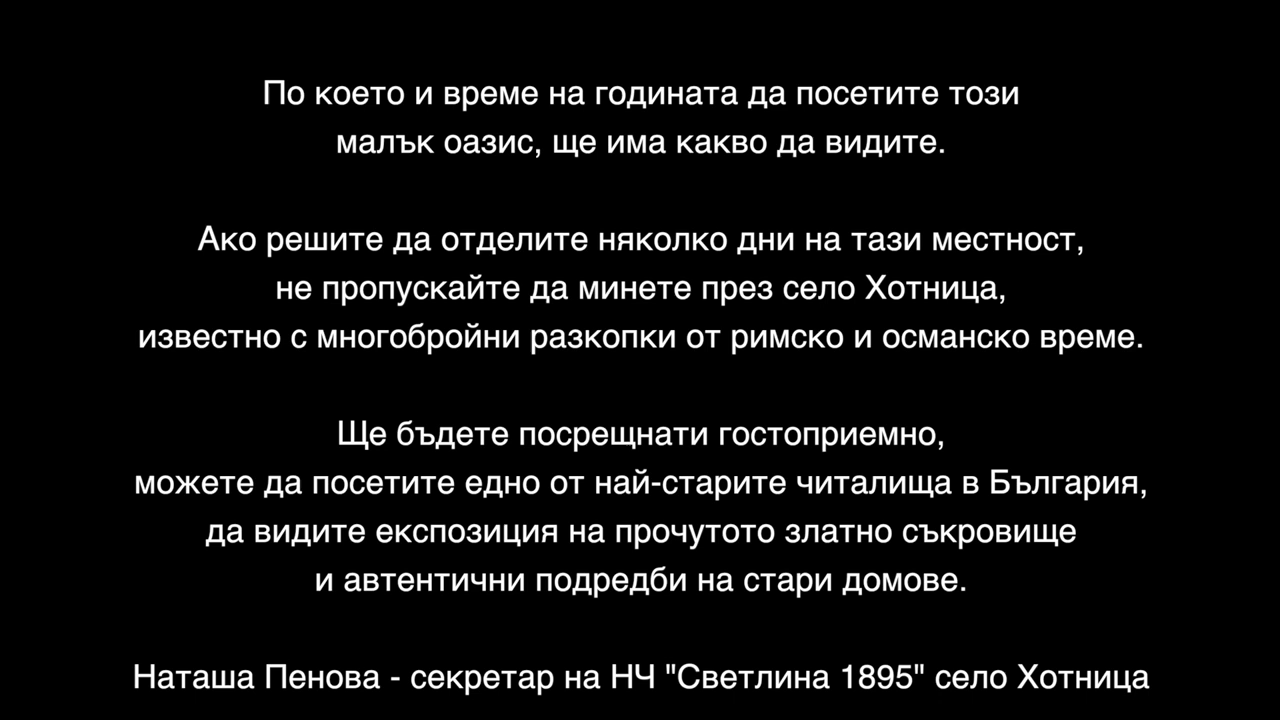 По което и време на годината да посетите този
малък оазис, ще има какво да видите.
Ако решите да отделите няколко дни на тази местност,
не пропускайте да минете през село Хотница,
известно с многобройни разкопки от римско и османско време.
Ще бъдете посрещнати гостоприемно,
можете да посетите едно от най-старите читалища в България,
да видите експозиция на прочутото златно съкровище
и автентични подредби на стари домове.
Наташа Пенова - секретар на НЧ "Светлина 1895" село Хотница